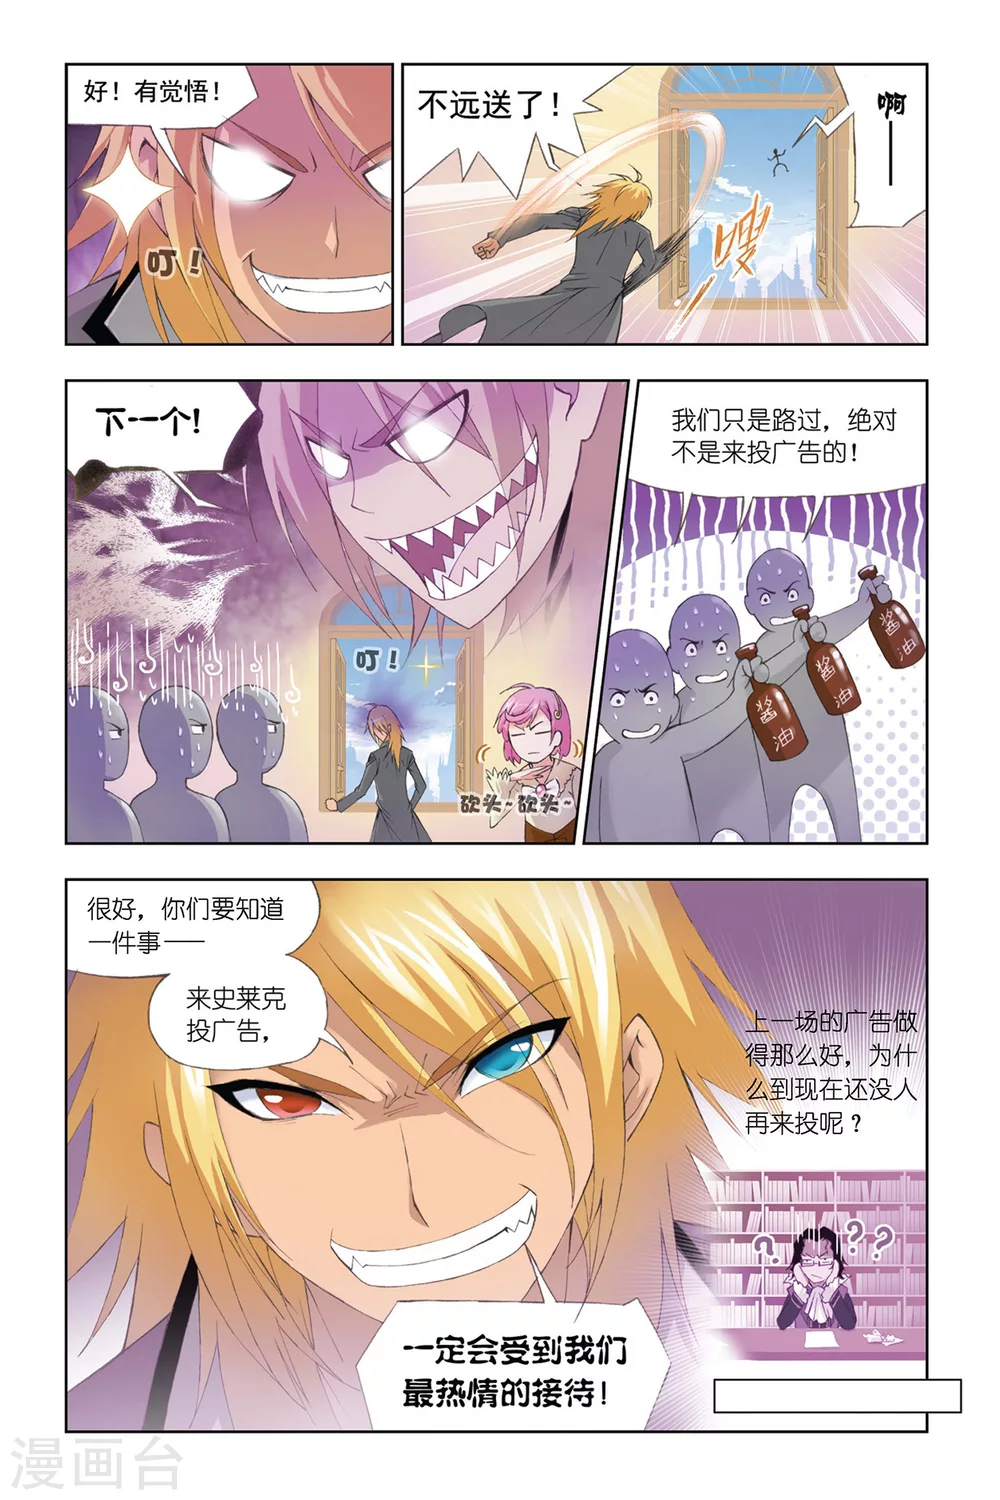 好！有觉悟！
叮！
不远送了！
啊——
嗖
下一个！
叮！
砍头~砍头~
我们只是路过，绝对
不是来投广告的！
酱油
酱油
酱油
很好，你们要知道
一件事——
来史莱克
投广告，
上一场的广告做
得那么好，为什
么到现在还没人
再来投呢？
? ? ?
一定会受到我们
最热情的接待！
漫画台